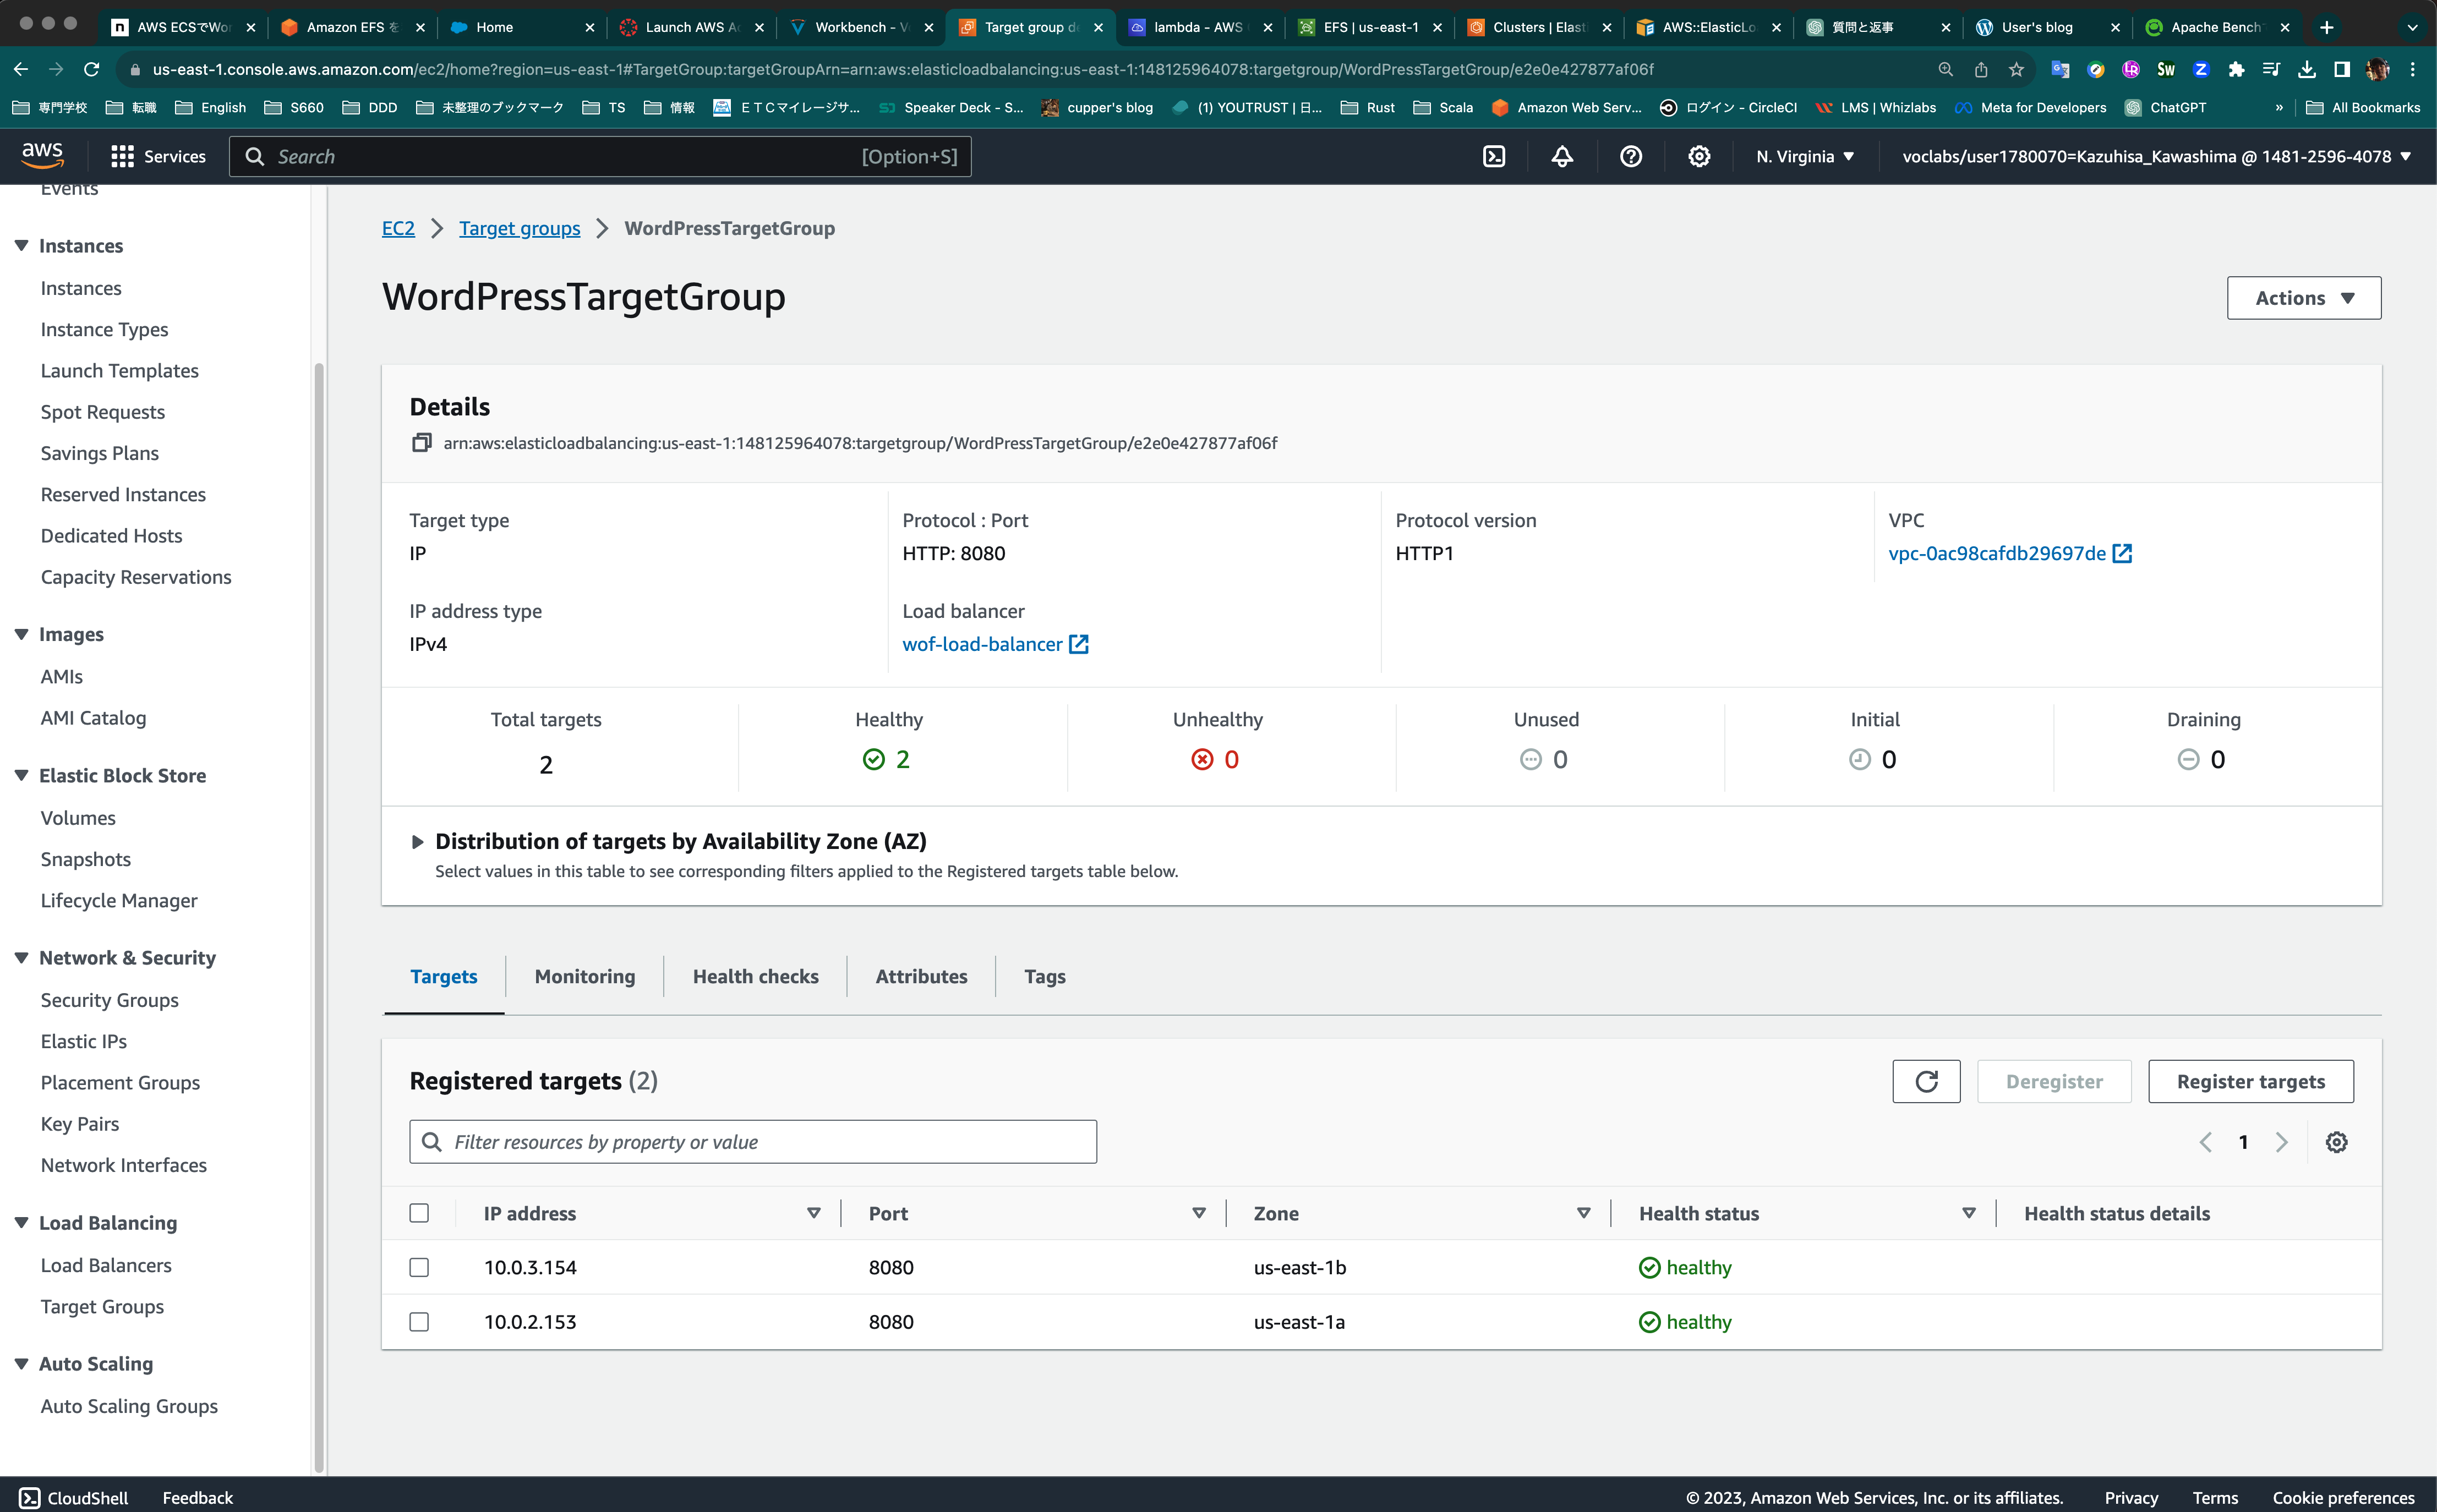 AWS ECSでWor
Amazon EFS を
Home
Launch AWS Ac
Workbench - Vo
Target group de
lambda - AWS
EFS | us-east-1
Clusters | Elasti
AWS::ElasticLo
質問と返事
User's blog
Apache Bench
us-east-1.console.aws.amazon.com/ec2/home?region=us-east-1#TargetGroup:targetGroupArn=arn:aws:elasticloadbalancing:us-east-1:148125964078:targetgroup/WordPressTargetGroup/e2e0e427877af06f
専門学校 転職 English S660 DDD 未整理のブックマーク TS 情報 ETCマイレージサ... Speaker Deck - S... cupper's blog (1) YOUTRUST | 日... Rust Scala Amazon Web Serv... ログイン - CircleCI LMS | Whizlabs Meta for Developers ChatGPT » All Bookmarks
aws Services Search [Option+S] N. Virginia voclabs/user1780070=Kazuhisa_Kawashima @ 1481-2596-4078
Events
Instances
Instances
Instance Types
Launch Templates
Spot Requests
Savings Plans
Reserved Instances
Dedicated Hosts
Capacity Reservations
Images
AMIs
AMI Catalog
Elastic Block Store
Volumes
Snapshots
Lifecycle Manager
Network & Security
Security Groups
Elastic IPs
Placement Groups
Key Pairs
Network Interfaces
Load Balancing
Load Balancers
Target Groups
Auto Scaling
Auto Scaling Groups
EC2 > Target groups > WordPressTargetGroup
WordPressTargetGroup
Actions
Details
arn:aws:elasticloadbalancing:us-east-1:148125964078:targetgroup/WordPressTargetGroup/e2e0e427877af06f
Target type
IP
Protocol : Port
HTTP: 8080
Protocol version
HTTP1
VPC
vpc-0ac98cafdb29697de
IP address type
IPv4
Load balancer
wof-load-balancer
Total targets
2
Healthy
2
Unhealthy
0
Unused
0
Initial
0
Draining
0
Distribution of targets by Availability Zone (AZ)
Select values in this table to see corresponding filters applied to the Registered targets table below.
Targets Monitoring Health checks Attributes Tags
Registered targets (2)
Deregister
Register targets
Filter resources by property or value
1
IP address Port Zone Health status Health status details
10.0.3.154 8080 us-east-1b healthy
10.0.2.153 8080 us-east-1a healthy
CloudShell Feedback © 2023, Amazon Web Services, Inc. or its affiliates. Privacy Terms Cookie preferences